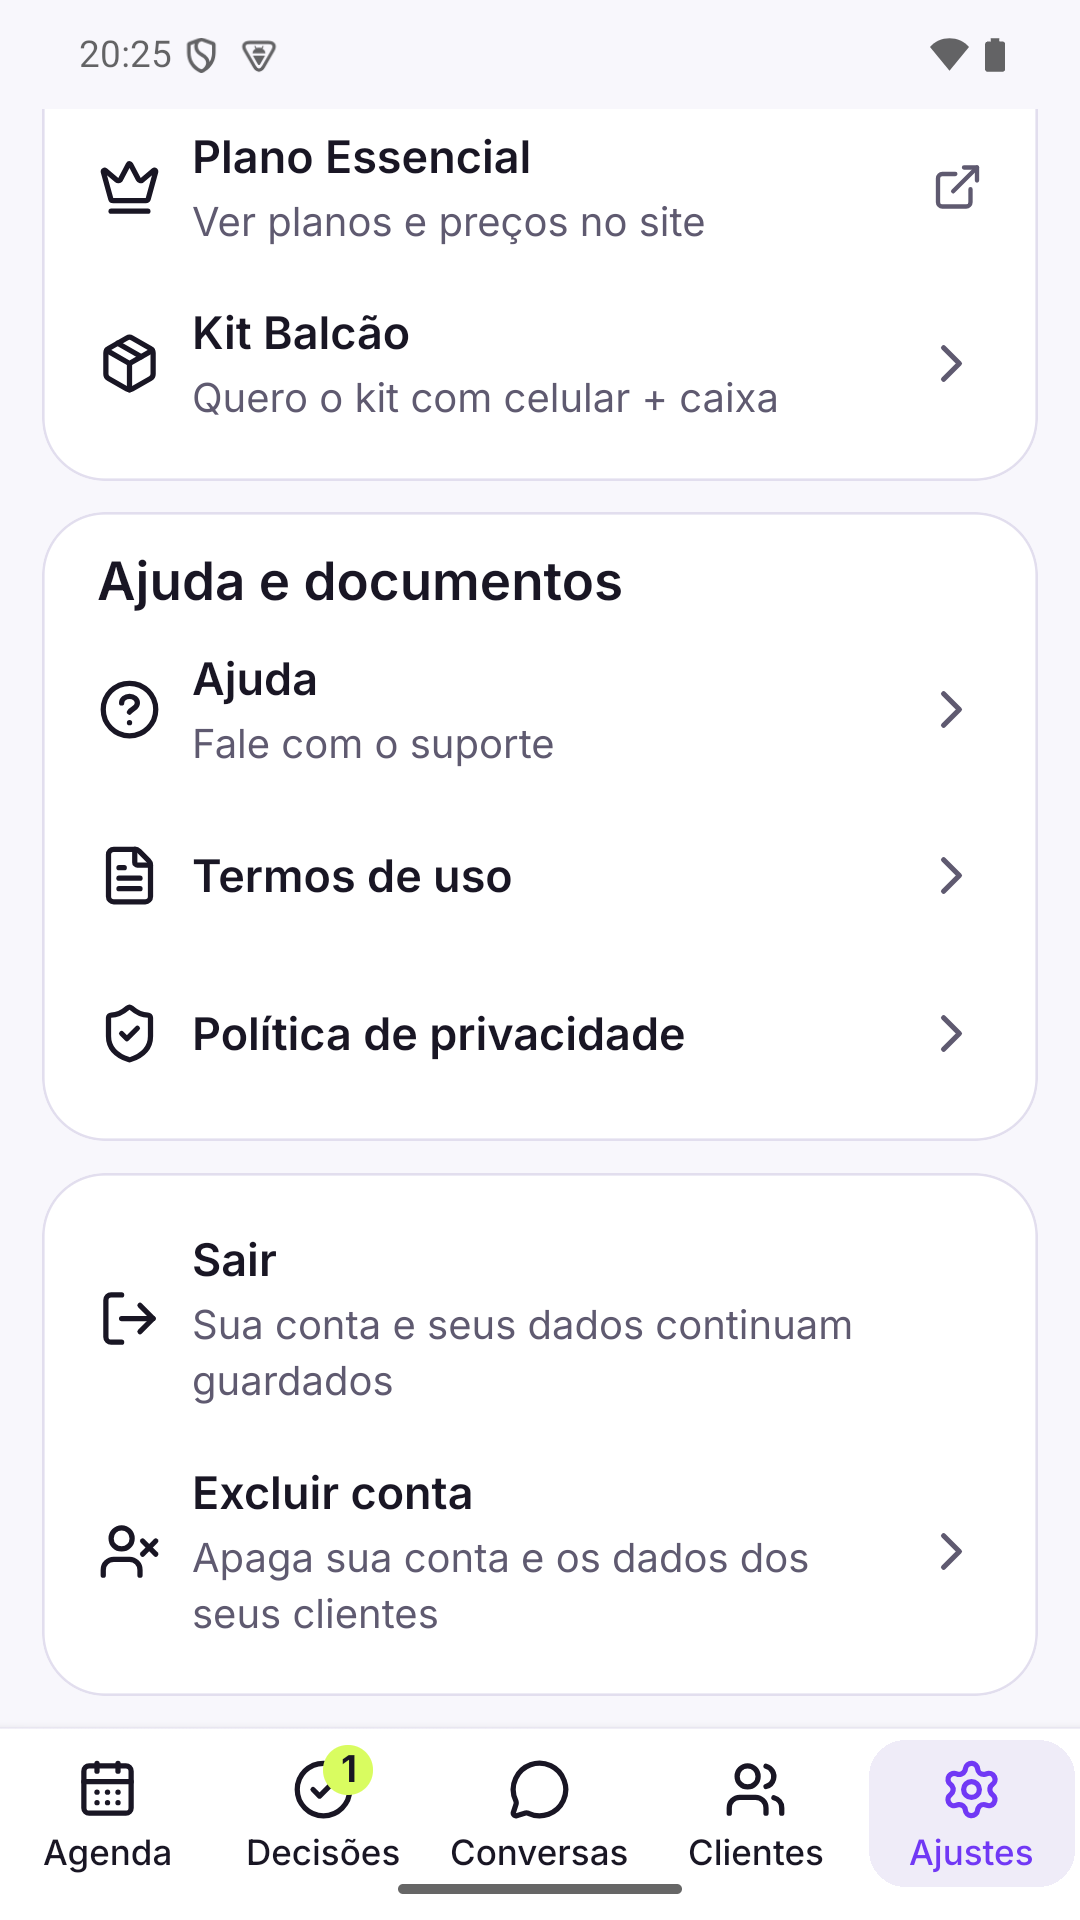 20:25
Plano Essencial
Ver planos e preços no site
Kit Balcão
Quero o kit com celular + caixa
Ajuda e documentos
Ajuda
Fale com o suporte
Termos de uso
Política de privacidade
Sair
Sua conta e seus dados continuam
guardados
Excluir conta
Apaga sua conta e os dados dos
seus clientes
1
Agenda
Decisões
Conversas
Clientes
Ajustes